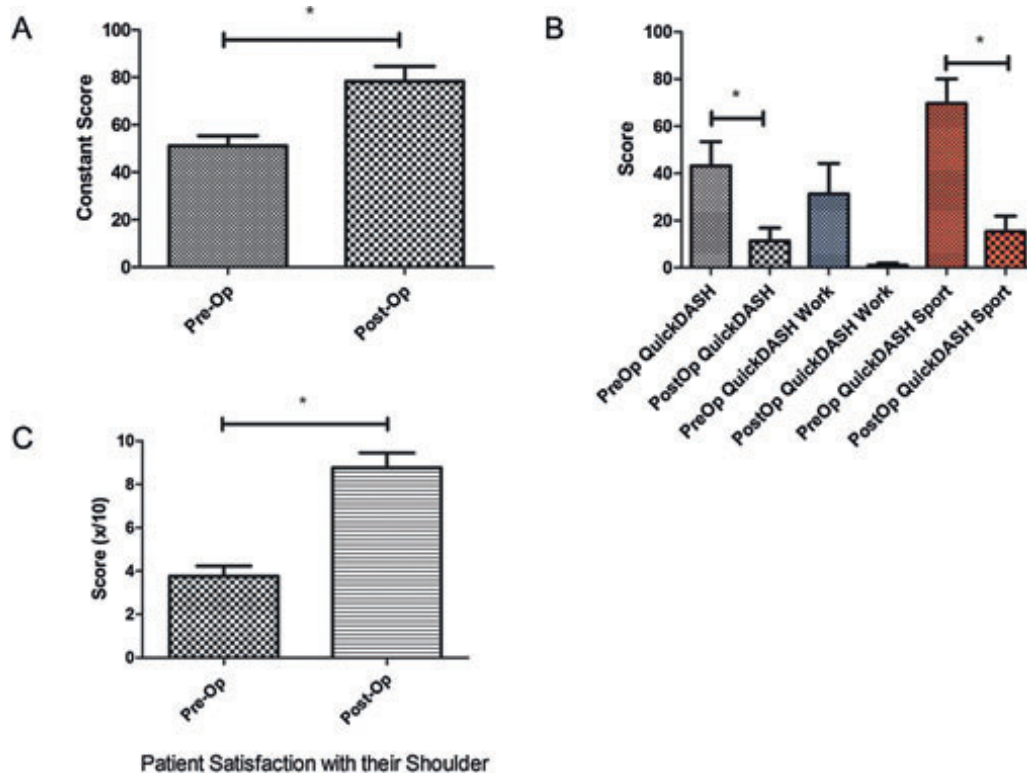 A
*
100
80
60
40
20
0
Constant Score
Pre-Op
Post-Op
B
*
*
100
80
60
40
20
0
Score
PreOp QuickDASH
PostOp QuickDASH
PreOp QuickDASH Work
PostOp QuickDASH Work
PreOp QuickDASH Sport
PostOp QuickDASH Sport
C
*
10
8
6
4
2
0
Score (x/10)
Pre-Op
Post-Op
Patient Satisfaction with their Shoulder